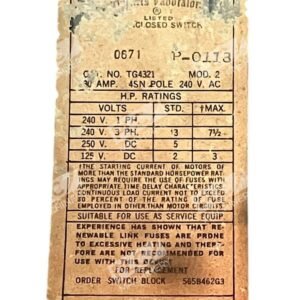 LISTED
CLOSED SWITCH
0671 P-0113
CAT. NO. TG4321 MOD. 2
30 AMP. 4SN POLE 240 V. AC
H.P. RATINGS
VOLTS STD. †MAX.
240 V. 1 PH.
240 V. 3 PH. 3 7½
250 V. DC 5
125 V. DC 2 3
†THE STARTING CURRENT OF MOTORS OF
MORE THAN THE STANDARD HORSEPOWER RAT-
INGS MAY REQUIRE THE USE OF FUSES WITH
APPROPRIATE TIME DELAY CHARACTERISTICS.
CONTINUOUS LOAD CURRENT NOT TO EXCEED
80 PERCENT OF THE RATING OF FUSES
EMPLOYED IN OTHER THAN MOTOR CIRCUITS.
SUITABLE FOR USE AS SERVICE EQUIP.
EXPERIENCE HAS SHOWN THAT RE-
NEWABLE LINK FUSES ARE PRONE
TO EXCESSIVE HEATING AND THEY
ARE NOT RECOMMENDED FOR
USE WITH THIS DEVICE
FOR REPLACEMENT
ORDER SWITCH BLOCK 565B462G3